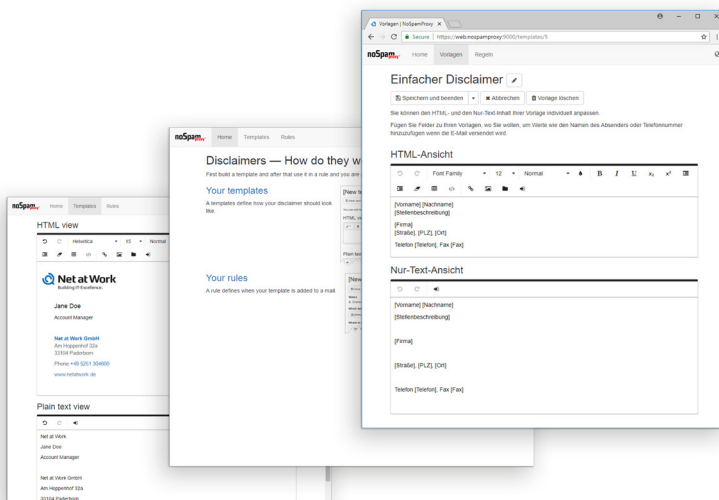 Vorlagen | NoSpamProxy
Secure | https://web.nospamproxy:9000/templates/5
noSpam
proxy
Home Vorlagen Regeln
Einfacher Disclaimer
Speichern und beenden Abbrechen Vorlage löschen
Sie können den HTML- und den Nur-Text-Inhalt Ihrer Vorlage individuell anpassen.
Fügen Sie Felder zu Ihren Vorlagen, wo Sie wollen, um Werte wie den Namen des Absenders oder Telefonnummer
hinzuzufügen wenn die E-Mail versendet wird.
HTML-Ansicht
Font Family 12 Normal B I U x₂ x²
[Vorname] [Nachname]
[Stellenbeschreibung]
[Firma]
[Straße], [PLZ], [Ort]
Telefon [Telefon], Fax [Fax]
Nur-Text-Ansicht
[Vorname] [Nachname]
[Stellenbeschreibung]
[Firma]
[Straße], [PLZ], [Ort]
Telefon [Telefon], Fax [Fax]
noSpam
proxy
Home Templates Rules
Disclaimers — How do they w
First build a template and after that use it in a rule and you are
Your templates
A templates define how your disclaimer should look
like.
[New te
HTML vie
Plain text
Your rules
A rule defines when your template is added to a mail.
[New
noSpam
proxy
Home Templates Rules
HTML view
Helvetica 15 Normal
Net at Work
Building IT-Excellence.
Jane Doe
Account Manager
Net at Work GmbH
Am Hoppenhof 32a
33104 Paderborn
Phone +49 5251 304600
www.netatwork.de
Plain text view
Net at Work
Jane Doe
Account Manager
Net at Work GmbH
Am Hoppenhof 32a
33104 Paderborn